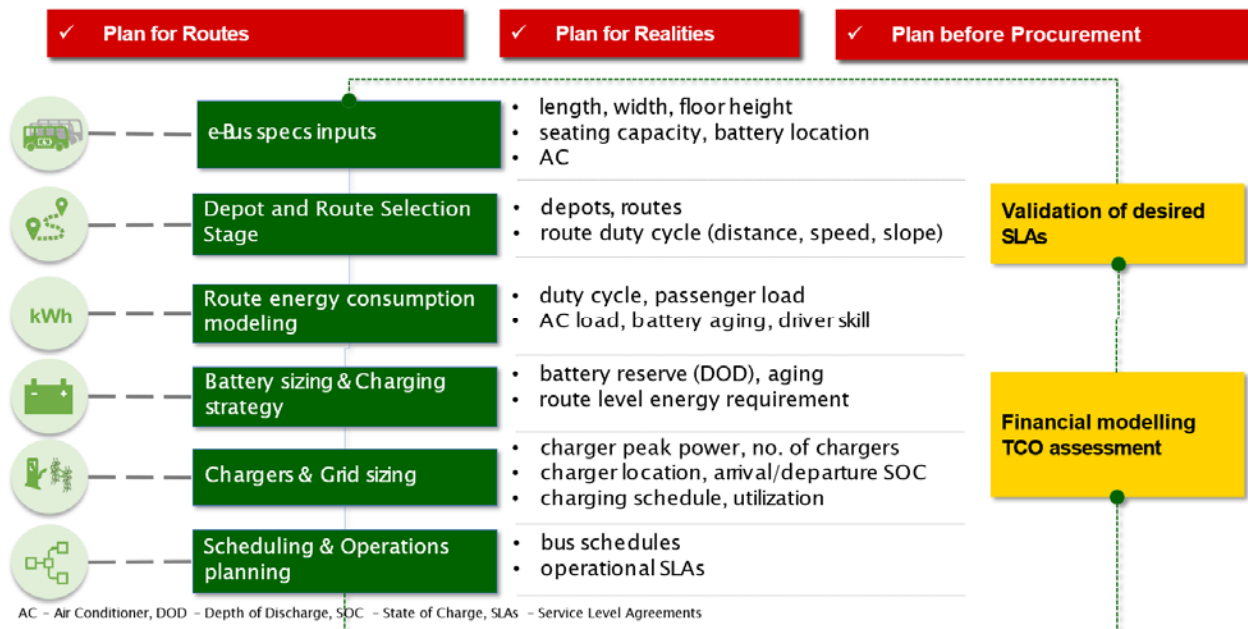 ✓ Plan for Routes
✓ Plan for Realities
✓ Plan before Procurement
e-Bus specs inputs
• length, width, floor height
• seating capacity, battery location
• AC
Depot and Route Selection
Stage
• depots, routes
• route duty cycle (distance, speed, slope)
Validation of desired
SLAs
kWh
Route energy consumption
modeling
• duty cycle, passenger load
• AC load, battery aging, driver skill
Battery sizing & Charging
strategy
• battery reserve (DOD), aging
• route level energy requirement
Financial modelling
TCO assessment
Chargers & Grid sizing
• charger peak power, no. of chargers
• charger location, arrival/departure SOC
• charging schedule, utilization
Scheduling & Operations
planning
• bus schedules
• operational SLAs
AC – Air Conditioner, DOD – Depth of Discharge, SOC – State of Charge, SLAs – Service Level Agreements